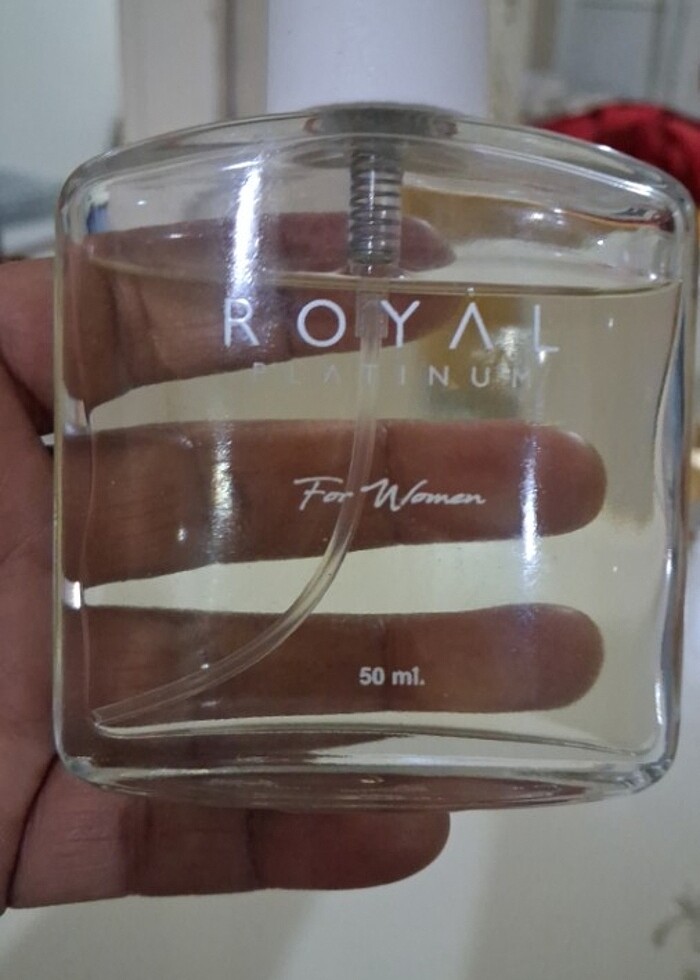 ROYAL
PLATINUM
For Women
50 ml.